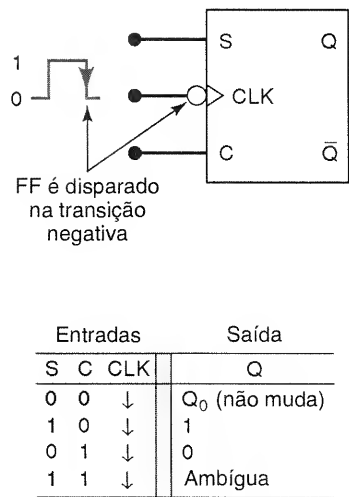 1
0
S Q
CLK
C Q̅
FF é disparado
na transição
negativa
Entradas Saída
S C CLK Q
0 0 ↓ Q₀ (não muda)
1 0 ↓ 1
0 1 ↓ 0
1 1 ↓ Ambígua